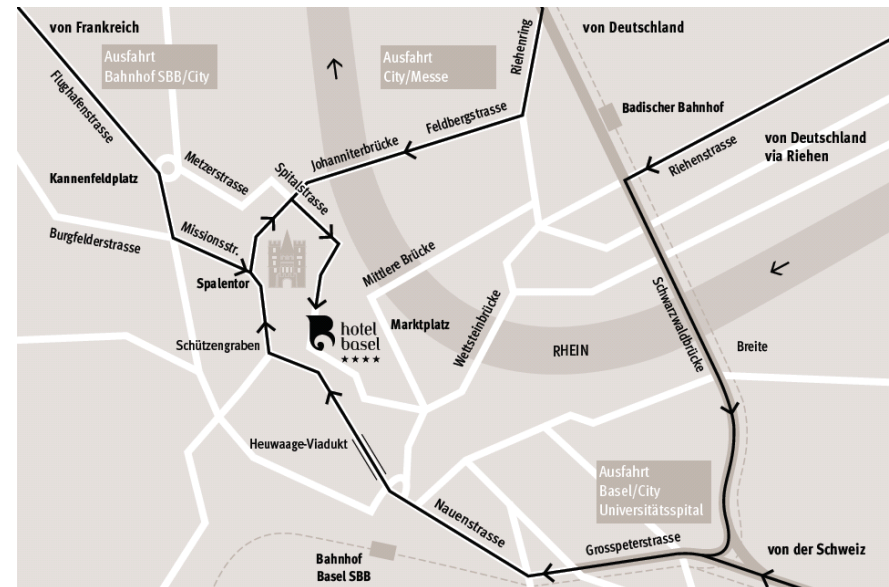 von Frankreich
Ausfahrt
Bahnhof SBB/City
Ausfahrt
City/Messe
Riehenring
von Deutschland
Flughafenstrasse
Feldbergstrasse
Badischer Bahnhof
Johanniterbrücke
von Deutschland
via Riehen
Metzerstrasse
Riehenstrasse
Kannenfeldplatz
Spitalstrasse
Burgfelderstrasse
Missionsstr.
Mittlere Brücke
Spalentor
Schwarzwaldbrücke
hotel
basel
★★★★
Marktplatz
Wettsteinbrücke
Schützengraben
RHEIN
Breite
Heuwaage-Viadukt
Ausfahrt
Basel/City
Universitätsspital
Nauenstrasse
Grosspeterstrasse
Bahnhof
Basel SBB
von der Schweiz